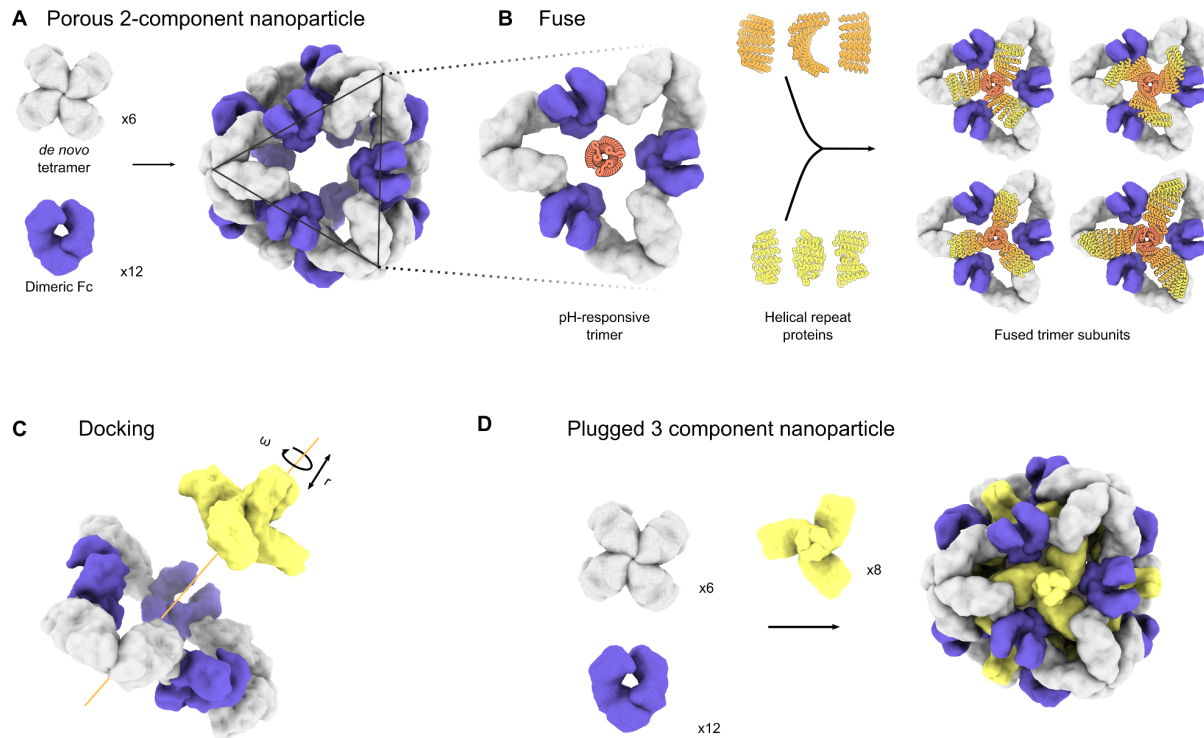 A Porous 2-component nanoparticle
x6
de novo
tetramer
x12
Dimeric Fc
B Fuse
pH-responsive
trimer
Helical repeat
proteins
Fused trimer subunits
C Docking
ω
r
D Plugged 3 component nanoparticle
x6
x8
x12